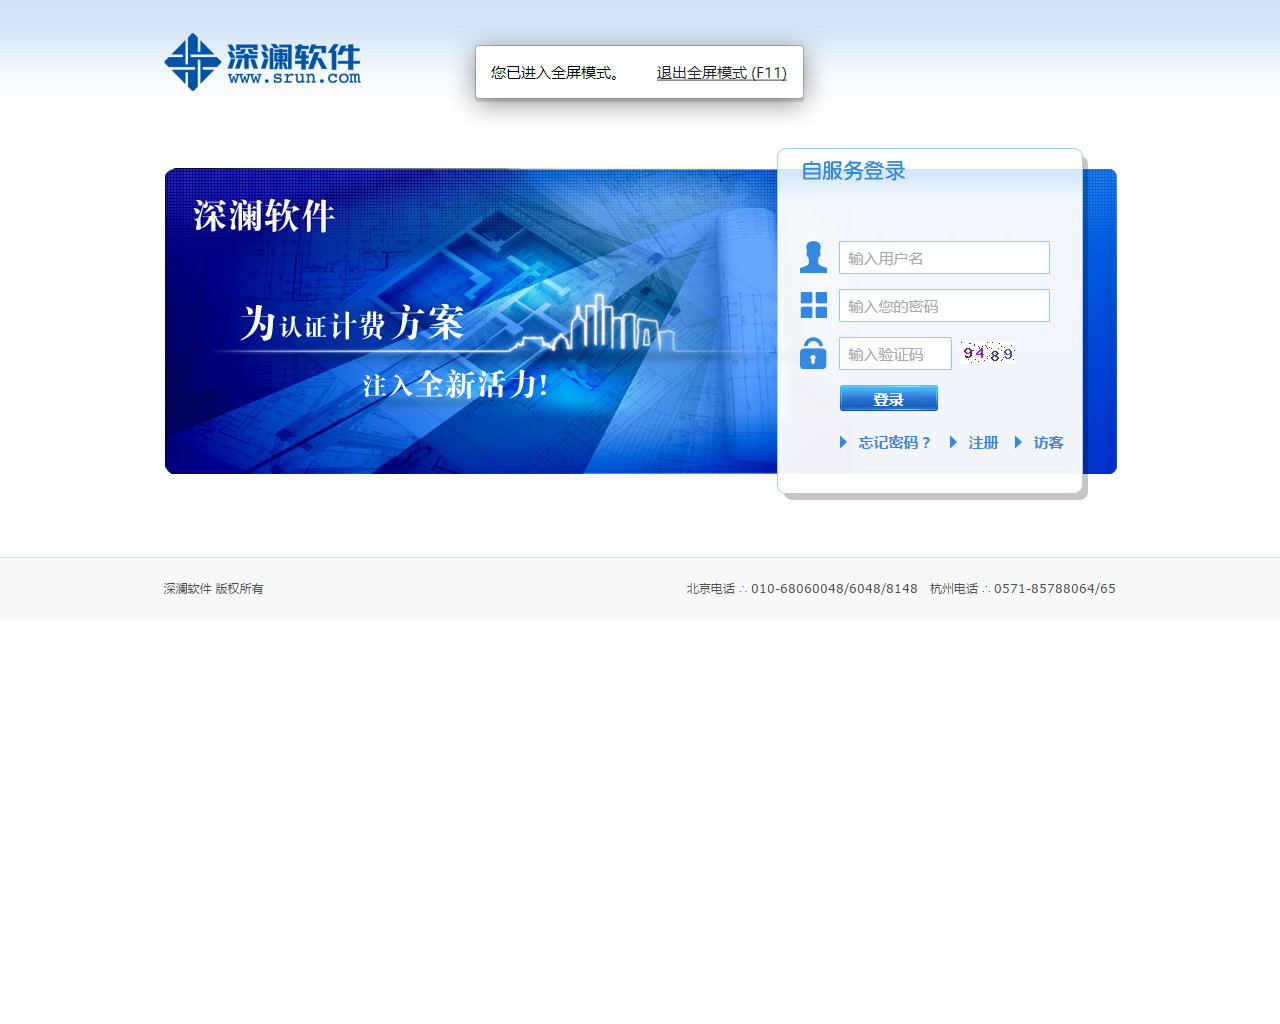 深澜软件
www.srun.com
您已进入全屏模式。 退出全屏模式 (F11)
自服务登录
深澜软件
为认证计费方案
注入全新活力!
输入用户名
输入您的密码
输入验证码 9489
登录
忘记密码？ 注册 访客
深澜软件 版权所有
北京电话 ∴ 010-68060048/6048/8148 杭州电话 ∴ 0571-85788064/65